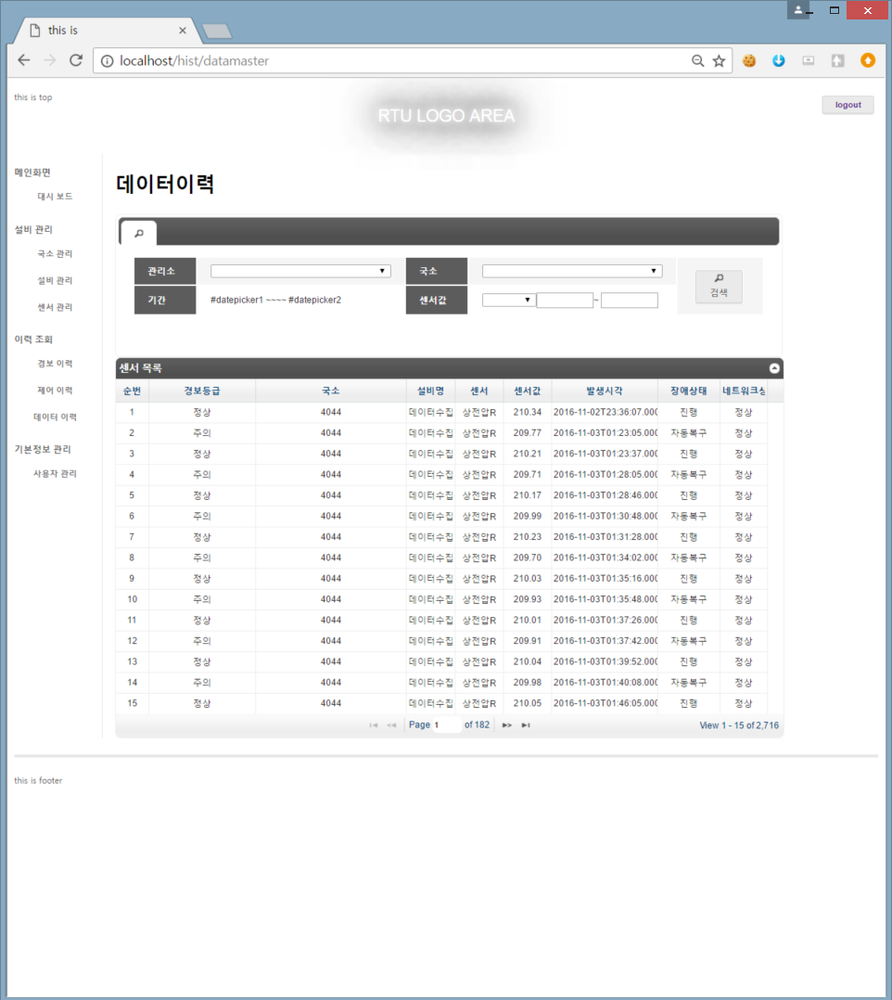 this is
localhost/hist/datamaster
this is top
RTU LOGO AREA
logout
메인화면
대시 보드
설비 관리
국소 관리
설비 관리
센서 관리
이력 조회
경보 이력
제어 이력
데이터 이력
기본정보 관리
사용자 관리
데이터이력
관리소 국소
기간 #datepicker1 ~~~~ #datepicker2 센서값 ~
검색
센서 목록
순번 경보등급 국소 설비명 센서 센서값 발생시각 장애상태 네트워크상
1 정상 4044 데이터수집 상전압R 210.34 2016-11-02T23:36:07.000 진행 정상
2 주의 4044 데이터수집 상전압R 209.77 2016-11-03T01:23:05.000 자동복구 정상
3 정상 4044 데이터수집 상전압R 210.21 2016-11-03T01:23:37.000 진행 정상
4 주의 4044 데이터수집 상전압R 209.71 2016-11-03T01:28:05.000 자동복구 정상
5 정상 4044 데이터수집 상전압R 210.17 2016-11-03T01:28:46.000 진행 정상
6 주의 4044 데이터수집 상전압R 209.99 2016-11-03T01:30:48.000 자동복구 정상
7 정상 4044 데이터수집 상전압R 210.23 2016-11-03T01:31:28.000 진행 정상
8 주의 4044 데이터수집 상전압R 209.70 2016-11-03T01:34:02.000 자동복구 정상
9 정상 4044 데이터수집 상전압R 210.03 2016-11-03T01:35:16.000 진행 정상
10 주의 4044 데이터수집 상전압R 209.93 2016-11-03T01:35:48.000 자동복구 정상
11 정상 4044 데이터수집 상전압R 210.01 2016-11-03T01:37:26.000 진행 정상
12 주의 4044 데이터수집 상전압R 209.91 2016-11-03T01:37:42.000 자동복구 정상
13 정상 4044 데이터수집 상전압R 210.04 2016-11-03T01:39:52.000 진행 정상
14 주의 4044 데이터수집 상전압R 209.98 2016-11-03T01:40:08.000 자동복구 정상
15 정상 4044 데이터수집 상전압R 210.05 2016-11-03T01:46:05.000 진행 정상
Page 1 of 182 View 1 - 15 of 2,716
this is footer